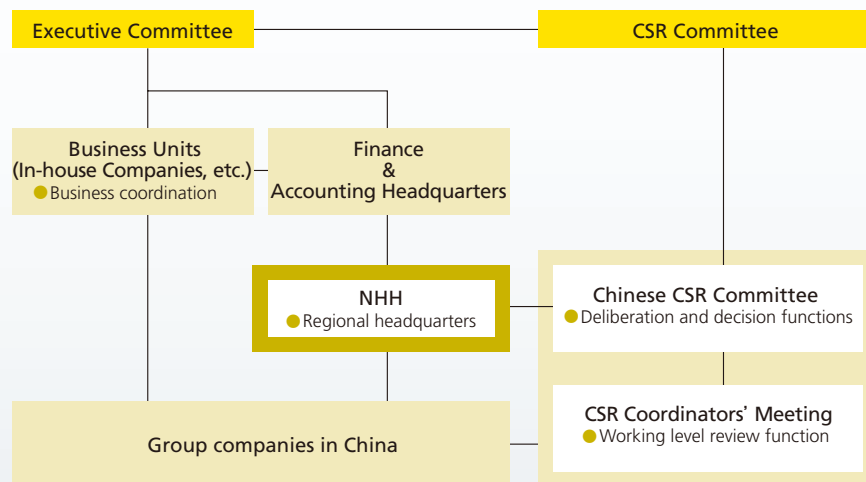 Executive Committee
CSR Committee
Business Units
(In-house Companies, etc.)
● Business coordination
Finance
&
Accounting Headquarters
NHH
● Regional headquarters
Chinese CSR Committee
● Deliberation and decision functions
CSR Coordinators’ Meeting
● Working level review function
Group companies in China